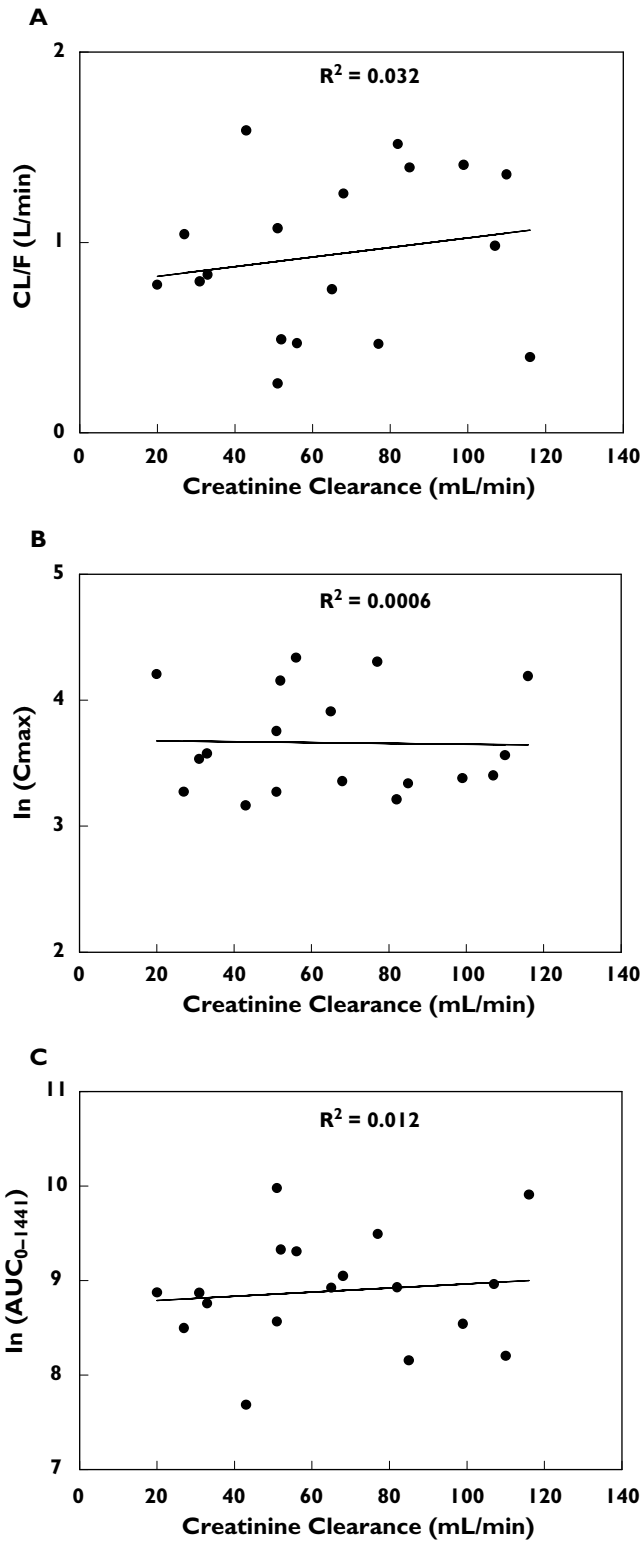 A
2
R² = 0.032
CL/F (L/min)
1
0
0 20 40 60 80 100 120 140
Creatinine Clearance (mL/min)
B
5
R² = 0.0006
4
ln (Cmax)
3
2
0 20 40 60 80 100 120 140
Creatinine Clearance (mL/min)
C
11
R² = 0.012
10
ln (AUC₀₋₁₄₄₁)
9
8
7
0 20 40 60 80 100 120 140
Creatinine Clearance (mL/min)